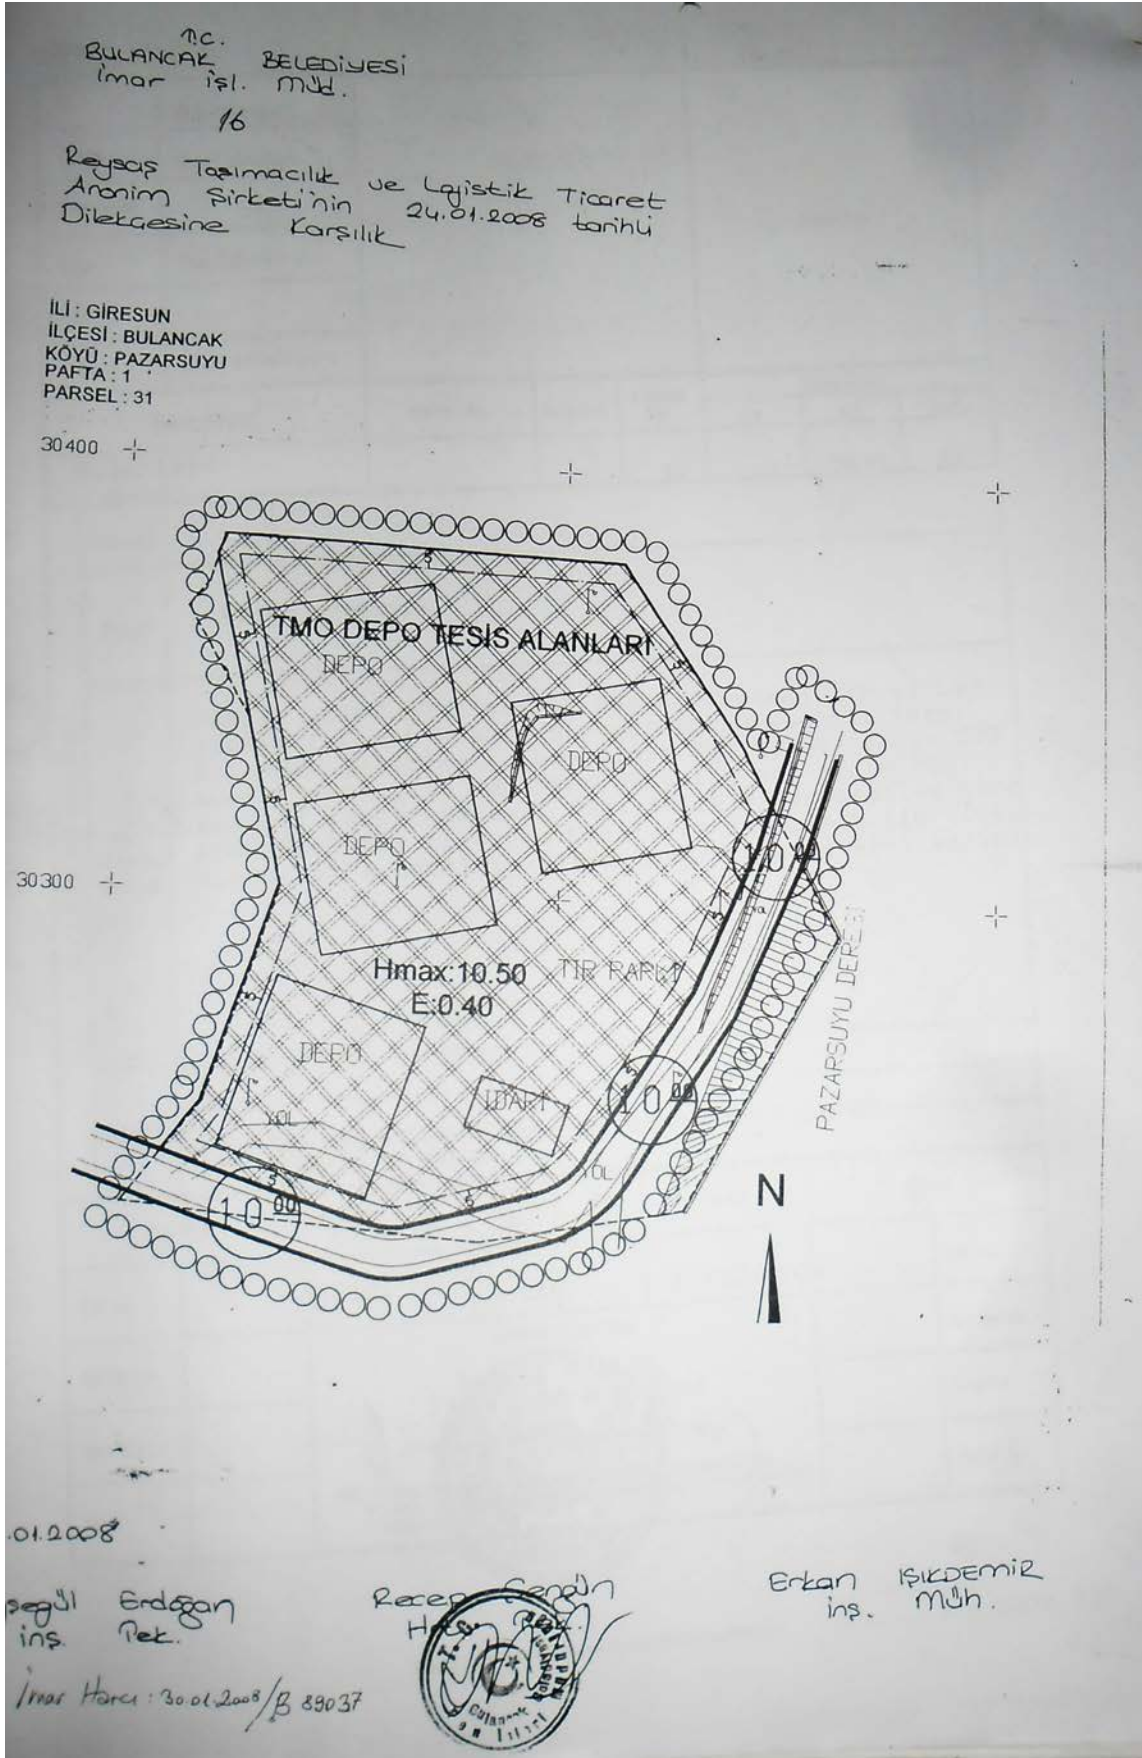 T.C.
BULANCAK BELEDİYESİ
İmar işl. Müd.
16
Reysaş Taşımacılık ve Lojistik Ticaret
Anonim Şirketi'nin 24.01.2008 tarihli
Dilekçesine Karşılık
İLİ : GİRESUN
İLÇESİ : BULANCAK
KÖYÜ : PAZARSUYU
PAFTA : 1
PARSEL : 31
30400
TMO DEPO TESİS ALANLARI
DEPO
DEPO
DEPO
10.00
30300
Hmax:10.50
E:0.40
TIR PARKI
PAZARSUYU DERESİ
DEPO
İDARİ
10.00
YOL
YOL
10.00
N
.01.2008
şegül Erdoğan
inş. Tek.
Recep Cengün
Erkan IŞIKDEMİR
inş. Müh.
T.C.
İmar Harcı : 30.01.2008/B 89037